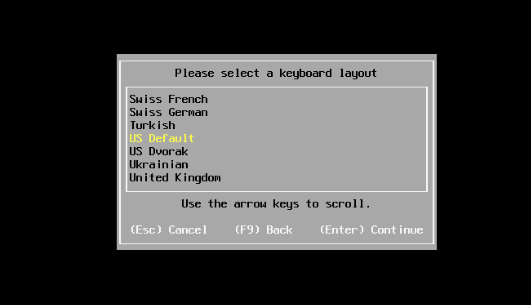 Please select a keyboard layout
Swiss French
Swiss German
Turkish
US Default
US Dvorak
Ukrainian
United Kingdom
Use the arrow keys to scroll.
(Esc) Cancel (F9) Back (Enter) Continue